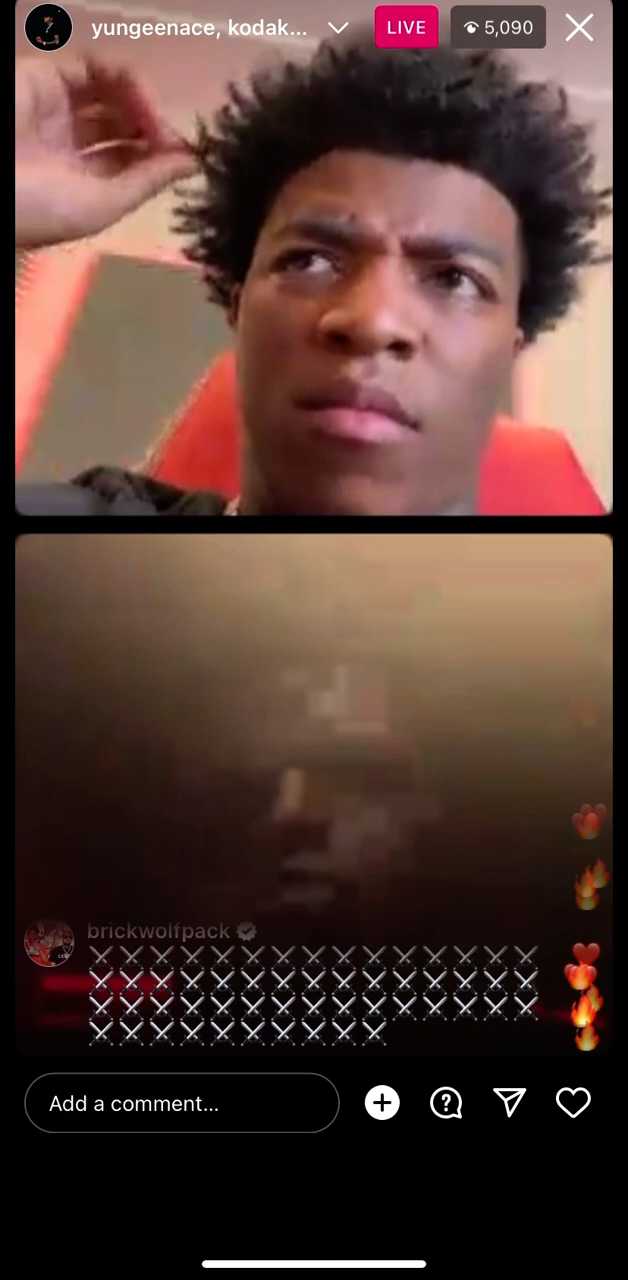 yungeenace, kodak...
LIVE
5,090
brickwolfpack
⚔⚔⚔⚔⚔⚔⚔⚔⚔⚔⚔⚔⚔⚔⚔
⚔⚔⚔⚔⚔⚔⚔⚔⚔⚔⚔⚔⚔⚔⚔
⚔⚔⚔⚔⚔⚔⚔⚔⚔⚔⚔⚔⚔⚔⚔
⚔⚔⚔⚔⚔⚔⚔⚔⚔⚔
Add a comment...